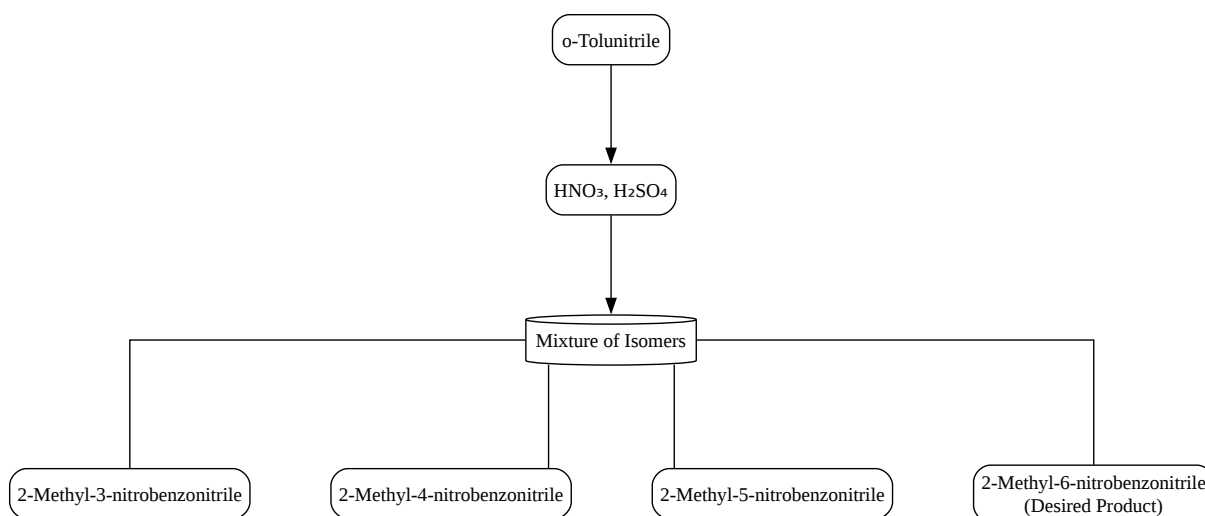 o-Tolunitrile
HNO₃, H₂SO₄
Mixture of Isomers
2-Methyl-3-nitrobenzonitrile
2-Methyl-4-nitrobenzonitrile
2-Methyl-5-nitrobenzonitrile
2-Methyl-6-nitrobenzonitrile
(Desired Product)